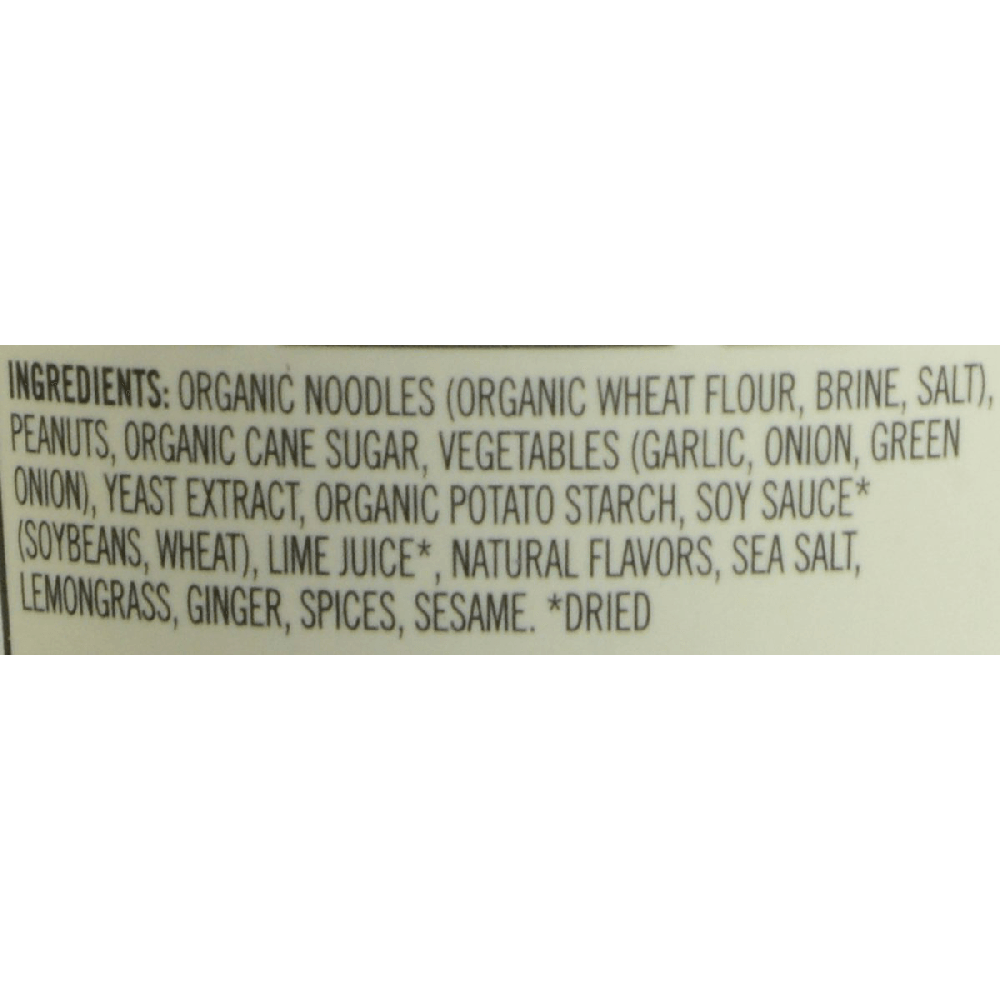 INGREDIENTS: ORGANIC NOODLES (ORGANIC WHEAT FLOUR, BRINE, SALT),
PEANUTS, ORGANIC CANE SUGAR, VEGETABLES (GARLIC, ONION, GREEN
ONION), YEAST EXTRACT, ORGANIC POTATO STARCH, SOY SAUCE*
(SOYBEANS, WHEAT), LIME JUICE*, NATURAL FLAVORS, SEA SALT,
LEMONGRASS, GINGER, SPICES, SESAME. *DRIED